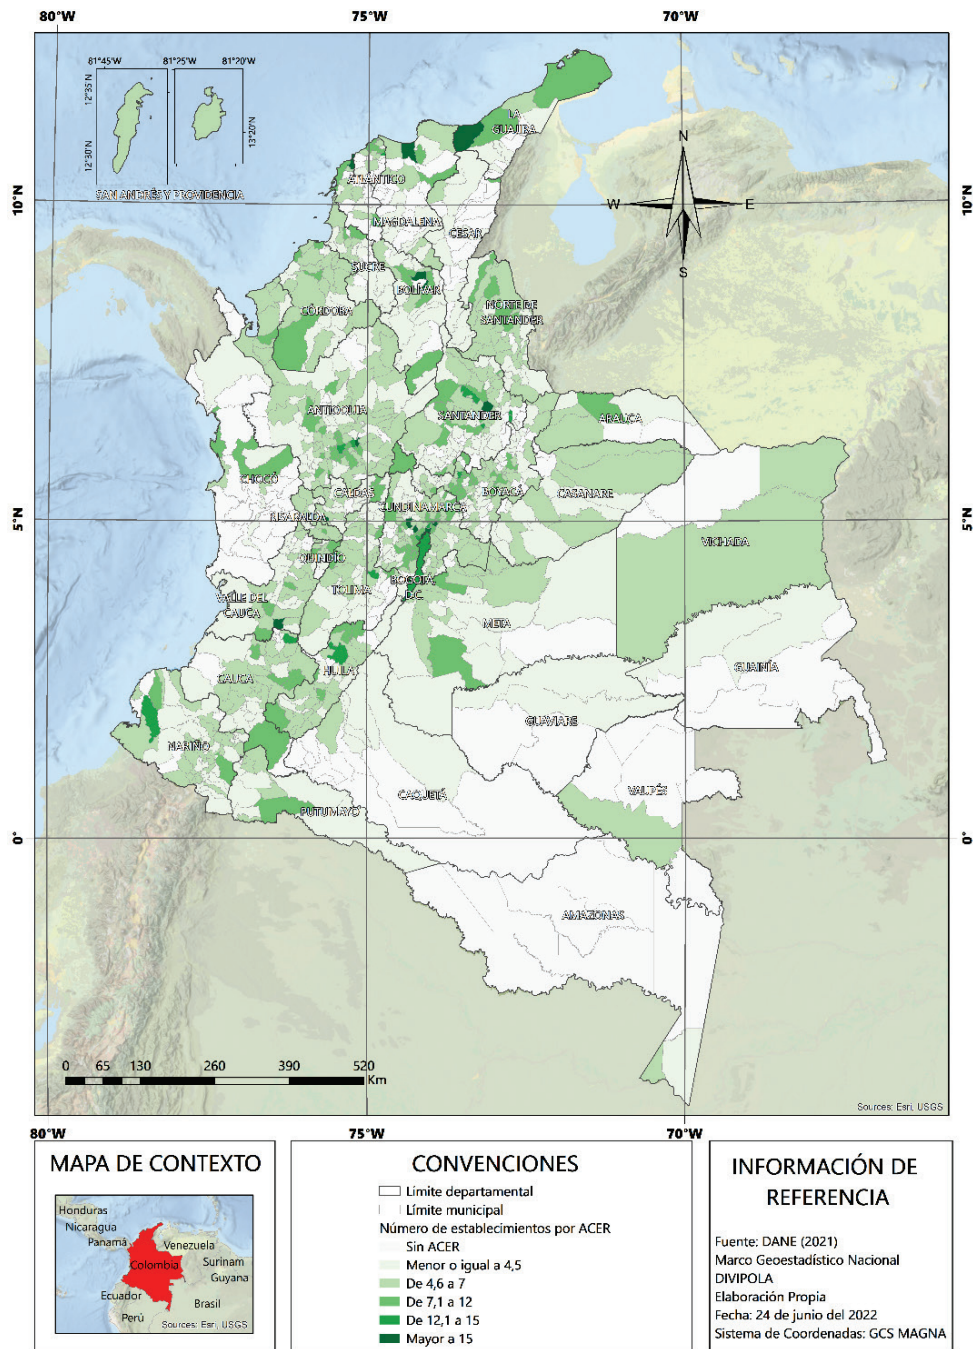 80°W 75°W 70°W
81°45'W
81°25'W 81°20'W
12°35'N
12°30'N
13°20'N
SAN ANDRÉS Y PROVIDENCIA
10°N
10°N
5°N
5°N
0°
0°
N
W
E
S
LA
GUAJIRA
ATLÁNTICO
MAGDALENA
CESAR
SUCRE
BOLÍVAR
CÓRDOBA
NORTE DE
SANTANDER
ANTIOQUIA
SANTANDER
ARAUCA
CHOCÓ
CALDAS
BOYACÁ
CASANARE
CUNDINAMARCA
RISARALDA
VICHADA
QUINDÍO
BOGOTÁ,
D.C.
TOLIMA
VALLE DEL
CAUCA
META
GUAINÍA
HUILA
CAUCA
GUAVIARE
NARIÑO
VAUPÉS
CAQUETÁ
PUTUMAYO
AMAZONAS
0 65 130 260 390 520
Km
Sources: Esri, USGS
80°W 75°W 70°W
MAPA DE CONTEXTO
Honduras
Nicaragua
Panamá
Venezuela
Colombia
Surinam
Guyana
Ecuador
Brasil
Perú
Sources: Esri, USGS
CONVENCIONES
Límite departamental
Límite municipal
Número de establecimientos por ACER
Sin ACER
Menor o igual a 4,5
De 4,6 a 7
De 7,1 a 12
De 12,1 a 15
Mayor a 15
INFORMACIÓN DE
REFERENCIA
Fuente: DANE (2021)
Marco Geoestadístico Nacional
DIVIPOLA
Elaboración Propia
Fecha: 24 de junio del 2022
Sistema de Coordenadas: GCS MAGNA